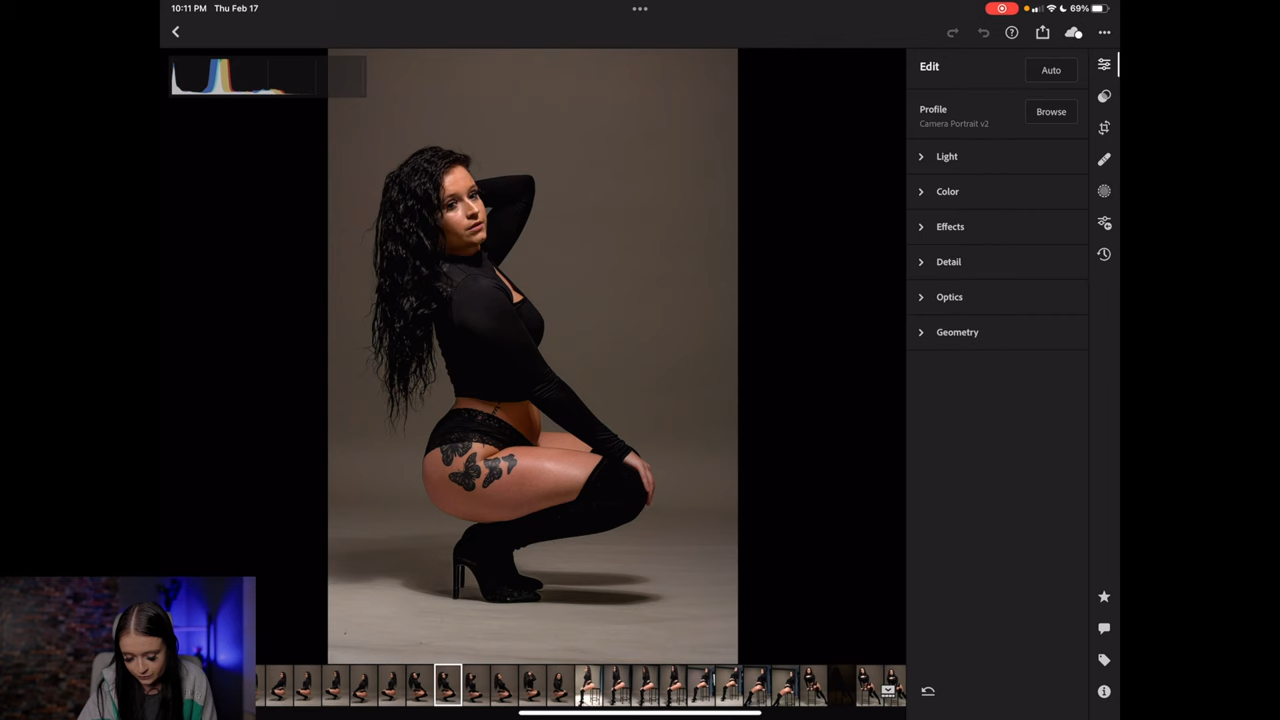 10:11 PM Thu Feb 17
69%
Edit
Auto
Profile
Camera Portrait v2
Browse
Light
Color
Effects
Detail
Optics
Geometry